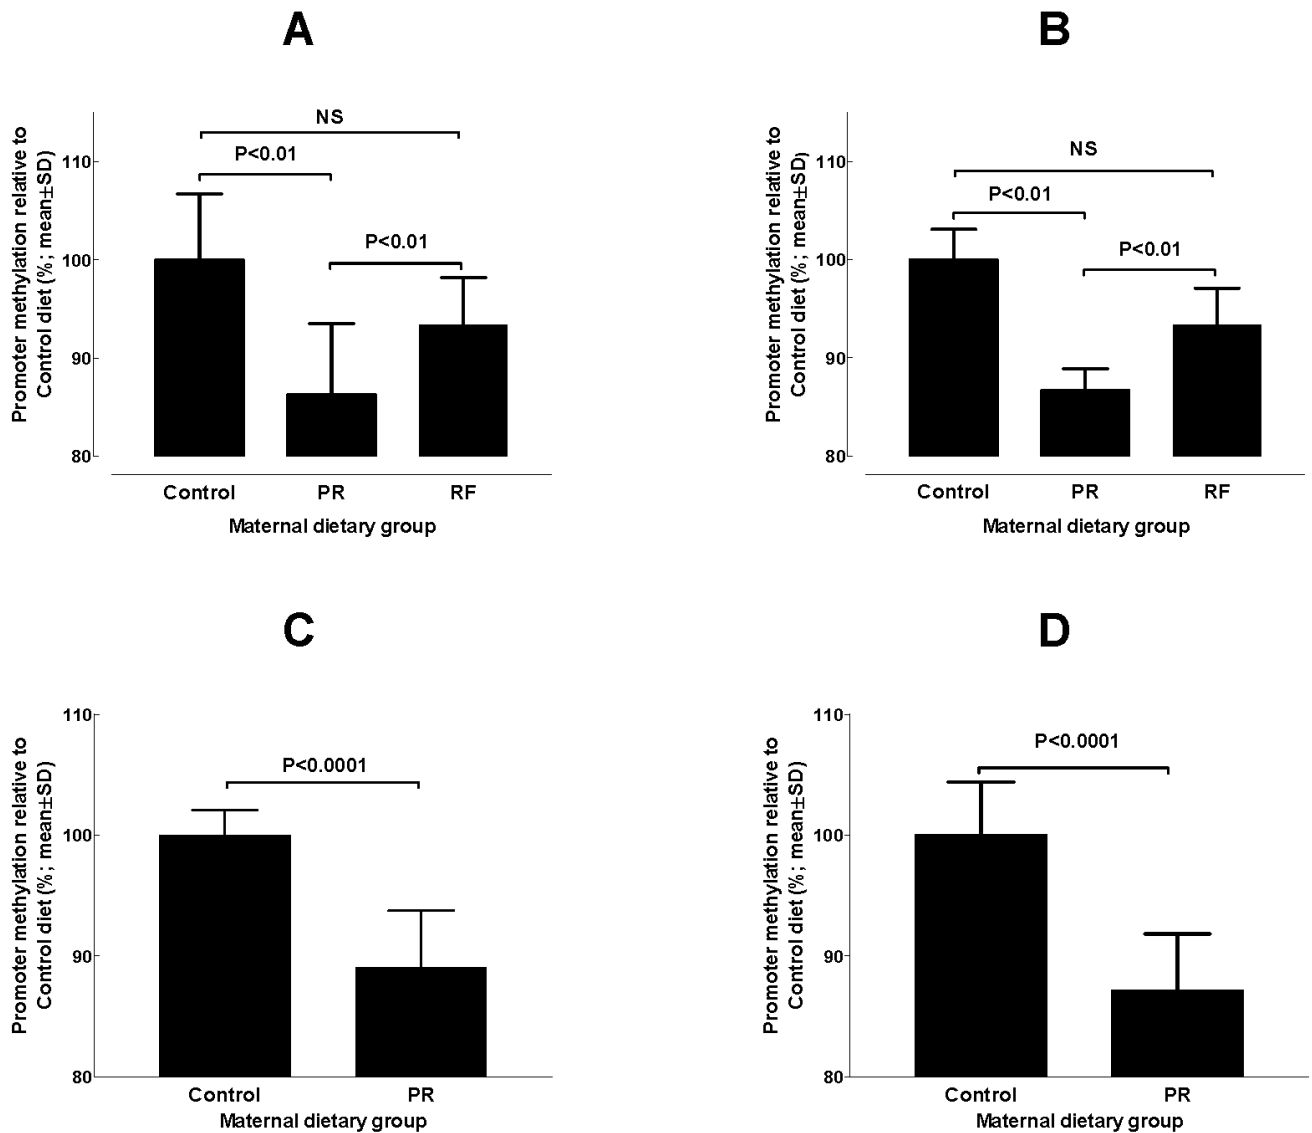 A
Promoter methylation relative to
Control diet (%; mean±SD)
110
100
90
80
NS
P<0.01
P<0.01
Control PR RF
Maternal dietary group
B
Promoter methylation relative to
Control diet (%; mean±SD)
110
100
90
80
NS
P<0.01
P<0.01
Control PR RF
Maternal dietary group
C
Promoter methylation relative to
Control diet (%; mean±SD)
110
100
90
80
P<0.0001
Control PR
Maternal dietary group
D
Promoter methylation relative to
Control diet (%; mean±SD)
110
100
90
80
P<0.0001
Control PR
Maternal dietary group